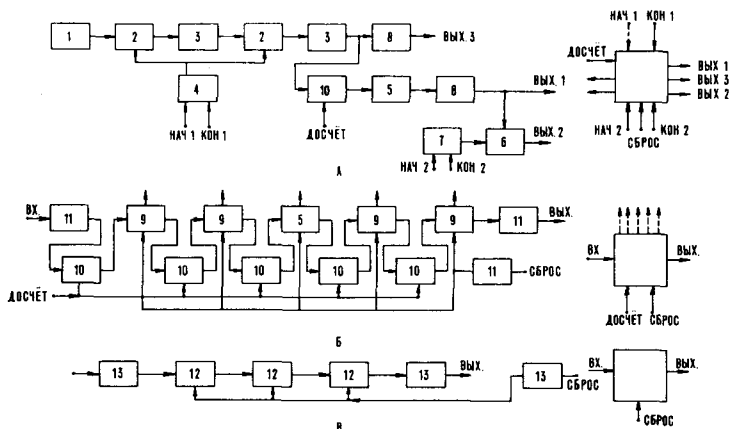 НАЧ 1 КОН 1
1 2 3 2 3 8 ВЫХ. 3
ДОСЧЁТ
ВЫХ 1
ВЫХ 3
ВЫХ 2
4
10 5 8 ВЫХ. 1
НАЧ 1 КОН 1
ДОСЧЁТ
7 6 ВЫХ. 2
НАЧ 2 КОН 2
НАЧ 2 КОН 2
СБРОС
А
ВХ. 11 9 9 5 9 9 11 ВЫХ.
10 10 10 10 10 11 СБРОС
ДОСЧЁТ
ВХ ВЫХ.
ДОСЧЁТ СБРОС
Б
13 12 12 12 13 ВЫХ. 13 СБРОС
ВХ. ВЫХ.
СБРОС
В